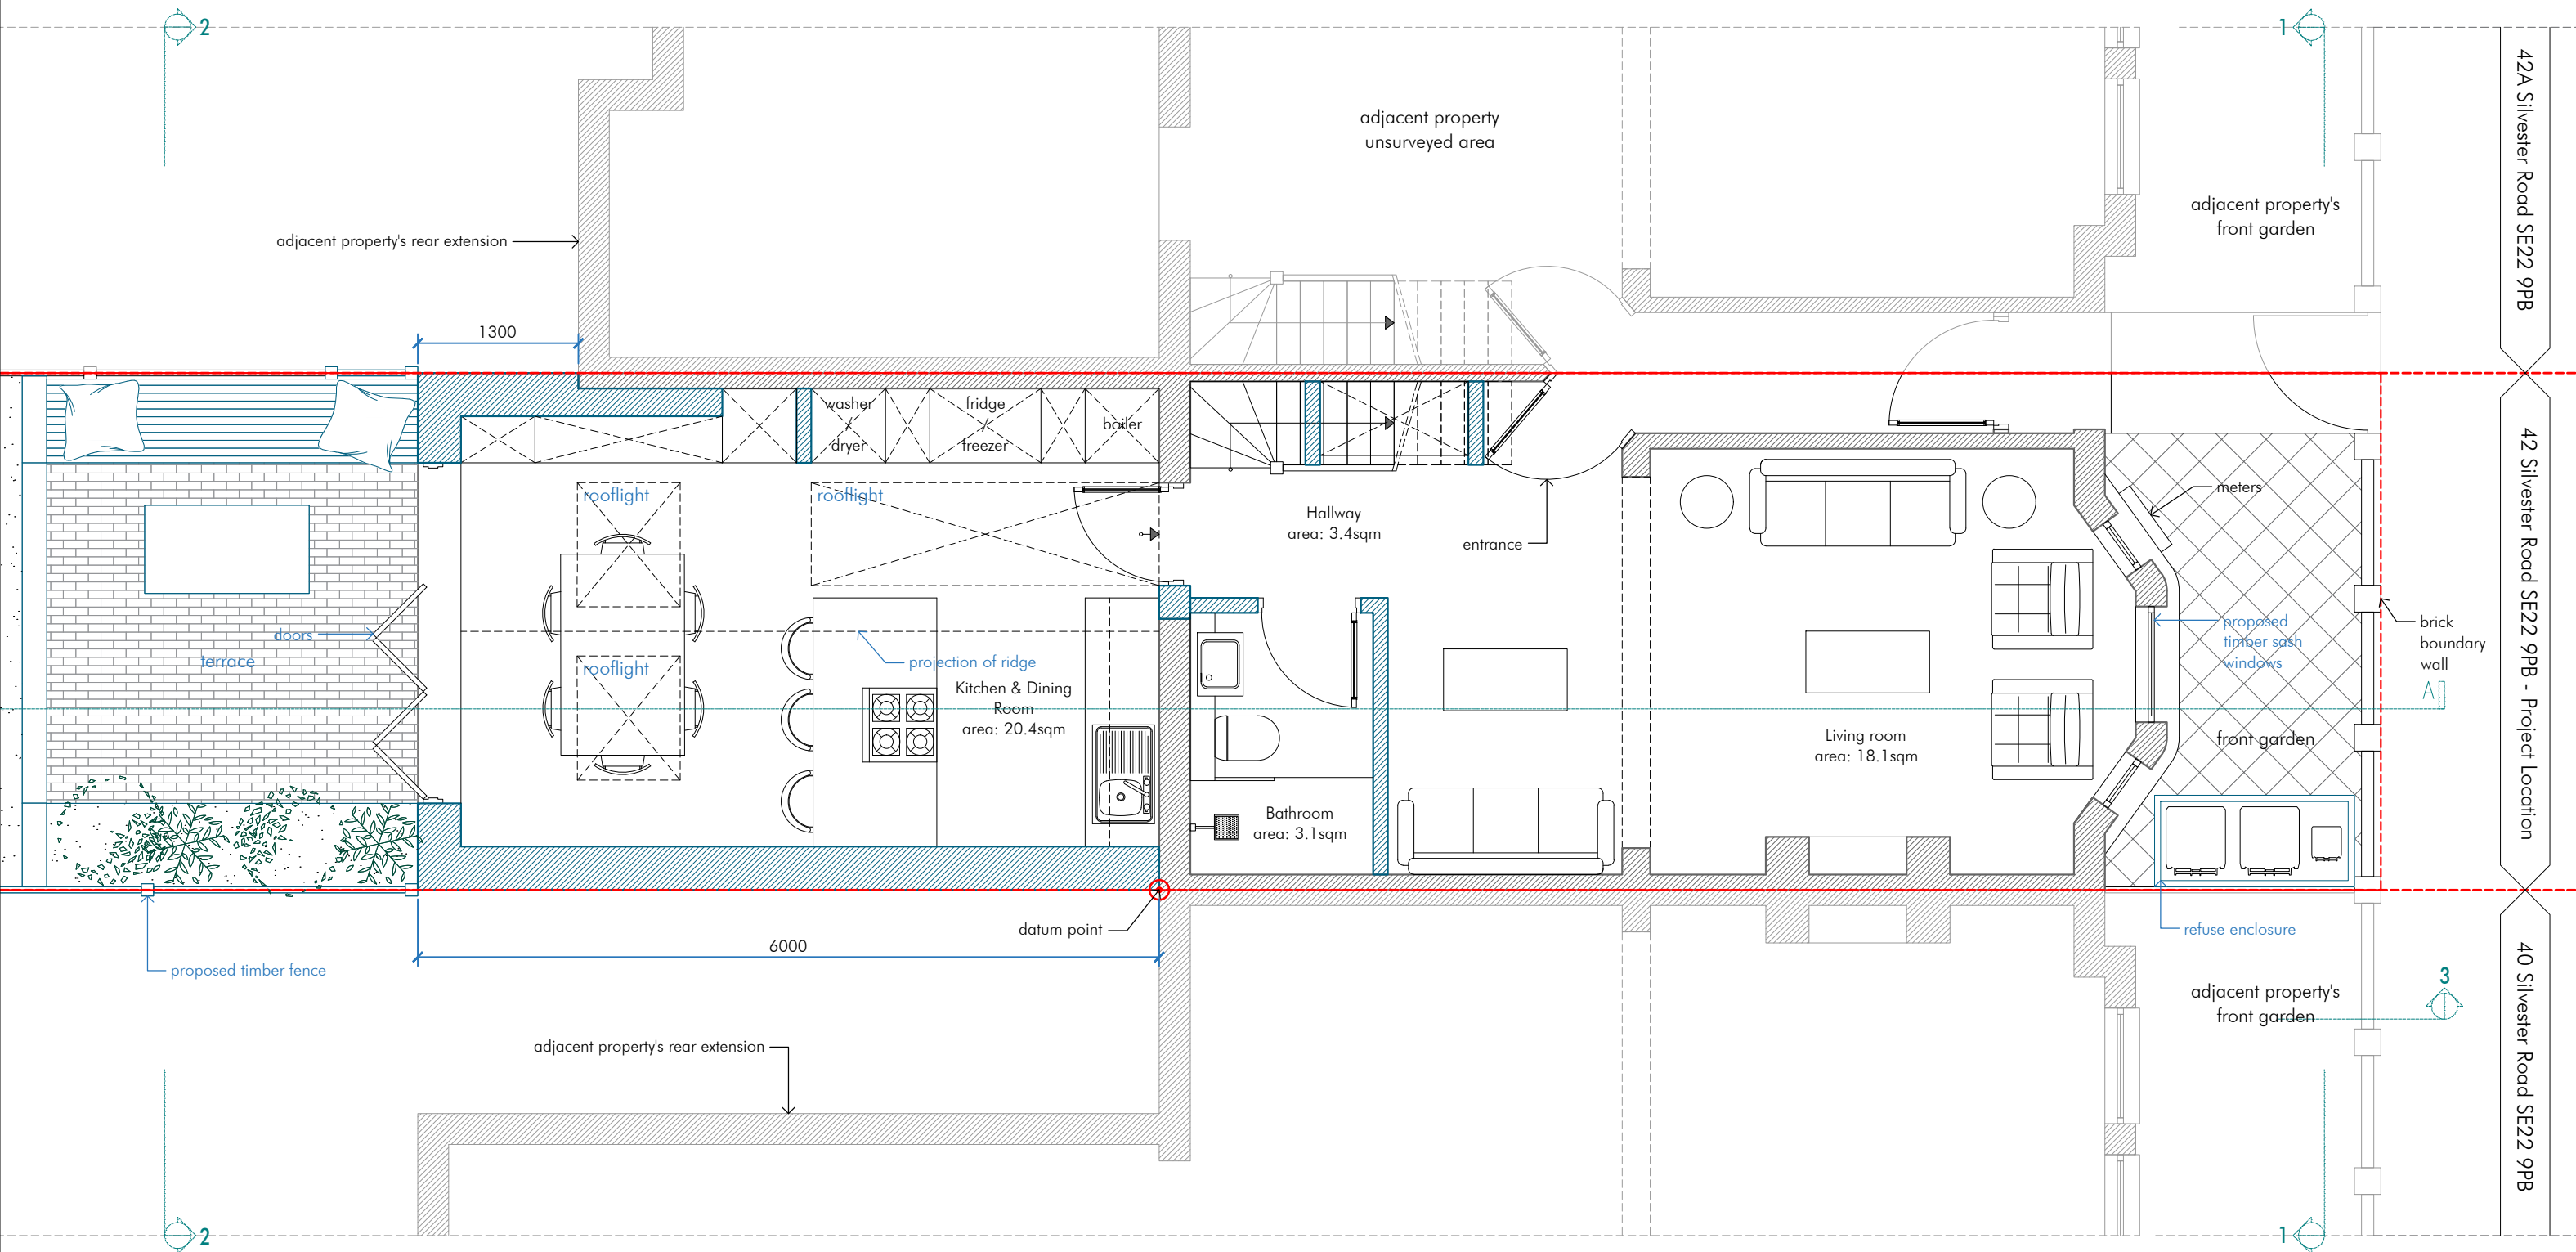 2
1
42A Silvester Road SE22 9PB
adjacent property
unsurveyed area
adjacent property's
front garden
adjacent property's rear extension
1300
washer
/
dryer
fridge
/
freezer
boiler
rooflight
rooflight
Hallway
area: 3.4sqm
entrance
meters
42 Silvester Road SE22 9PB - Project Location
doors
terrace
projection of ridge
rooflight
Kitchen & Dining
Room
area: 20.4sqm
proposed
timber sash
windows
brick
boundary
wall
A
Living room
area: 18.1sqm
front garden
Bathroom
area: 3.1sqm
datum point
6000
refuse enclosure
proposed timber fence
40 Silvester Road SE22 9PB
3
adjacent property's
front garden
adjacent property's rear extension
2
1